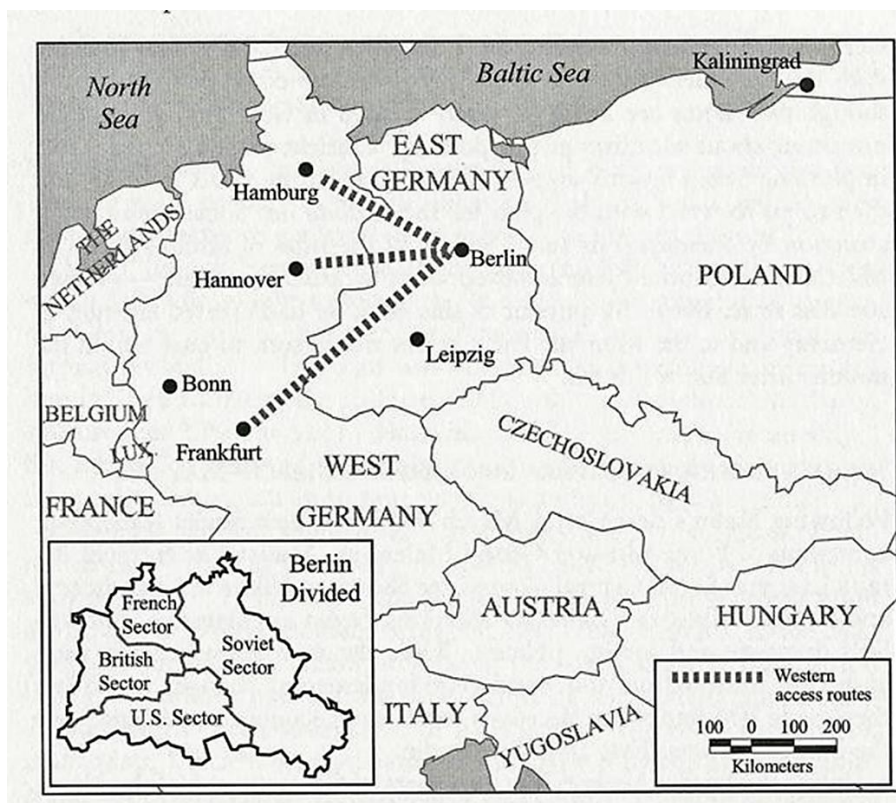 North
Sea
Baltic Sea
Kaliningrad
EAST
GERMANY
Hamburg
THE
NETHERLANDS
Hannover
Berlin
POLAND
Leipzig
Bonn
BELGIUM
LUX.
Frankfurt
CZECHOSLOVAKIA
WEST
GERMANY
FRANCE
Berlin
Divided
French
Sector
British
Sector
Soviet
Sector
U.S. Sector
AUSTRIA
HUNGARY
ITALY
YUGOSLAVIA
Western
access routes
100 0 100 200
Kilometers